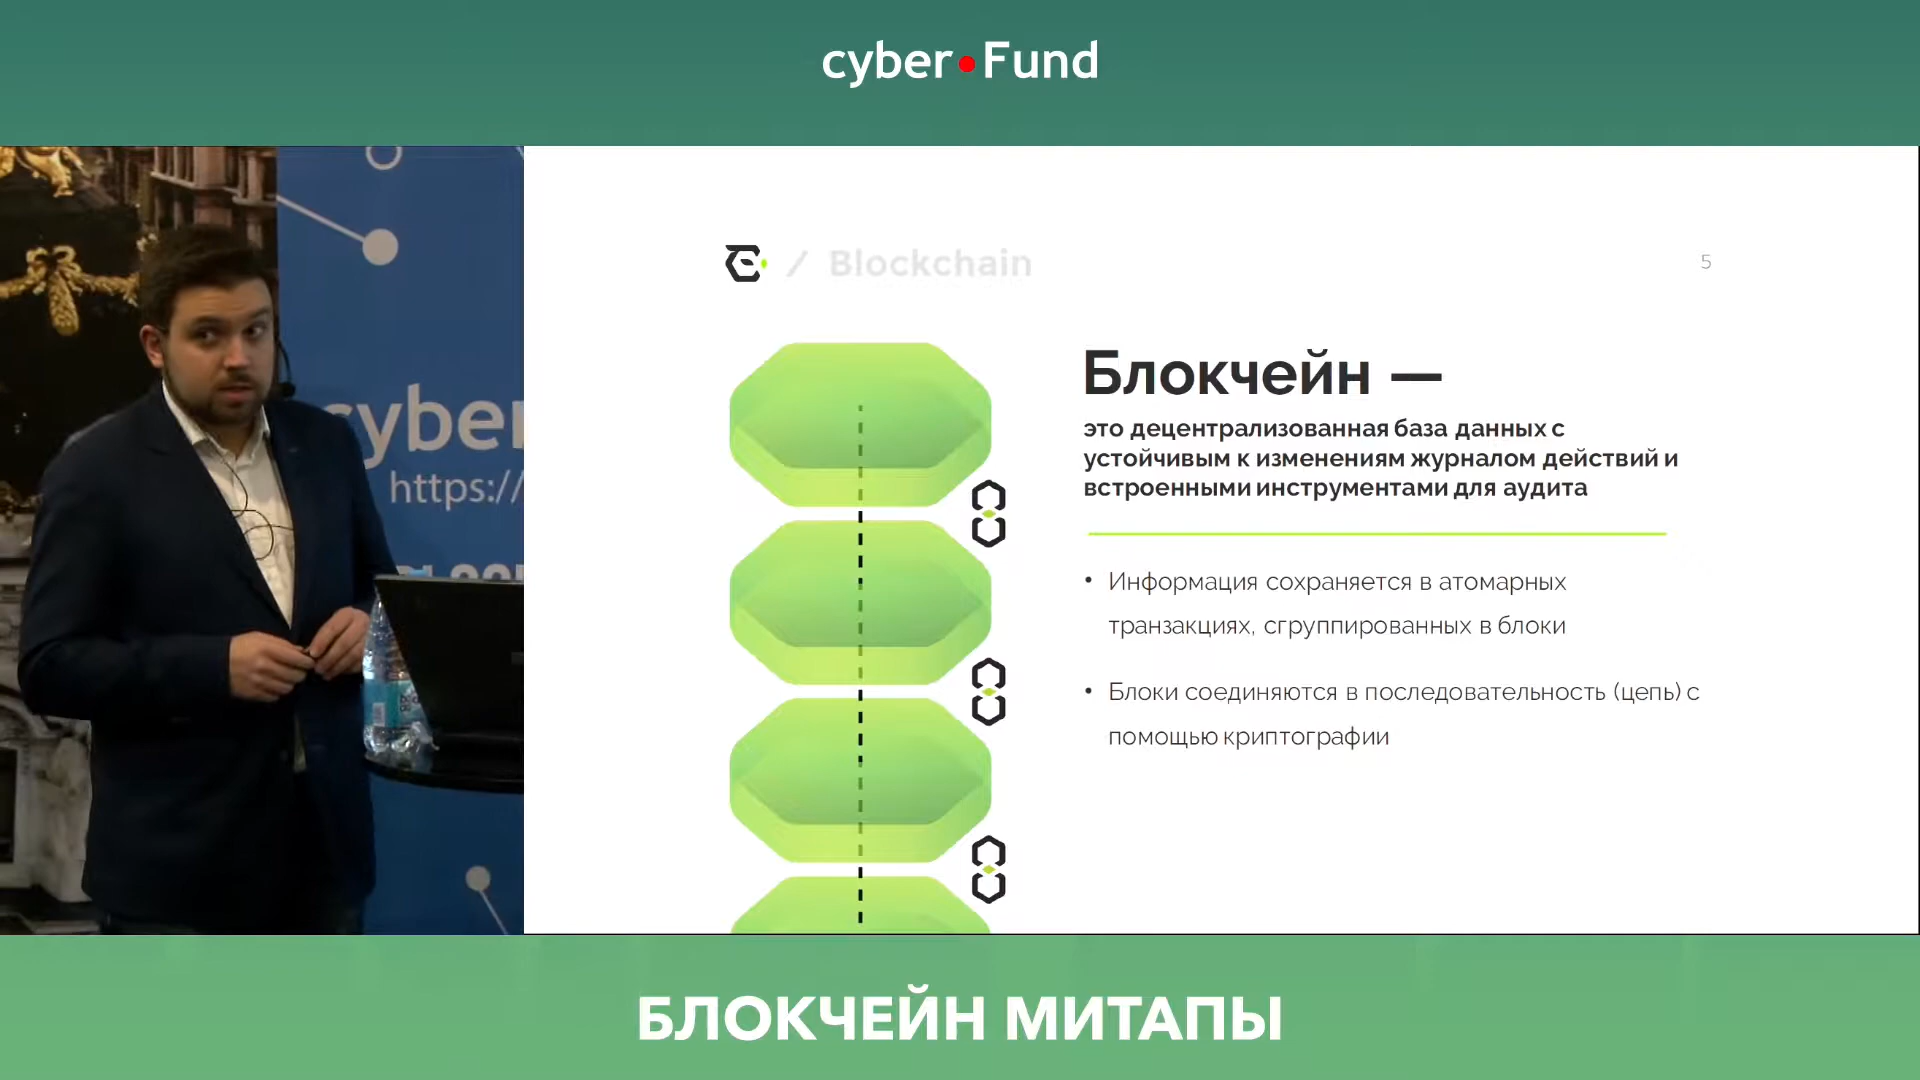 cyber Fund
/ Blockchain
5
cyber
https://
Блокчейн —
это децентрализованная база данных с
устойчивым к изменениям журналом действий и
встроенными инструментами для аудита
• Информация сохраняется в атомарных
транзакциях, сгруппированных в блоки
• Блоки соединяются в последовательность (цепь) с
помощью криптографии
БЛОКЧЕЙН МИТАПЫ